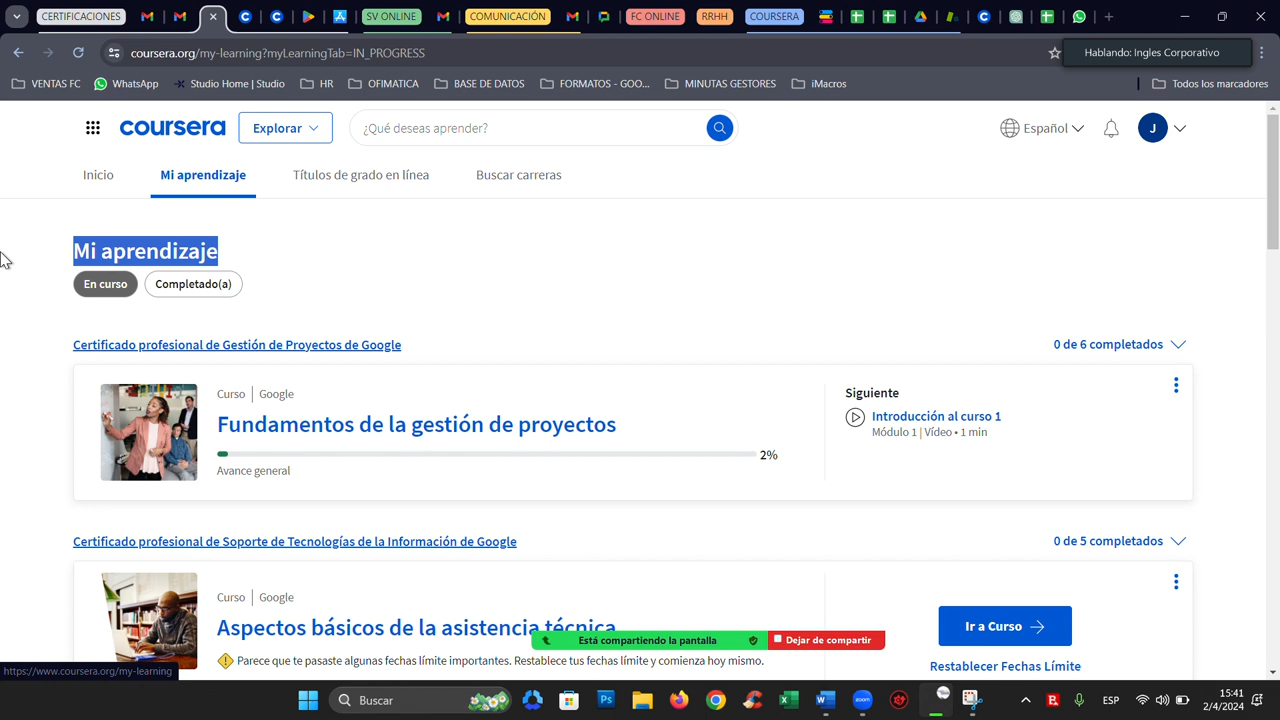 CERTIFICACIONES
SV ONLINE
COMUNICACIÓN
FC ONLINE
RRHH
COURSERA
coursera.org/my-learning?myLearningTab=IN_PROGRESS
Hablando: Ingles Corporativo
VENTAS FC
WhatsApp
Studio Home | Studio
HR
OFIMATICA
BASE DE DATOS
FORMATOS - GOO...
MINUTAS GESTORES
iMacros
Todos los marcadores
coursera
Explorar
¿Qué deseas aprender?
Español
J
Inicio
Mi aprendizaje
Títulos de grado en línea
Buscar carreras
Mi aprendizaje
En curso
Completado(a)
Certificado profesional de Gestión de Proyectos de Google
0 de 6 completados
Curso | Google
Fundamentos de la gestión de proyectos
2%
Avance general
Siguiente
Introducción al curso 1
Módulo 1 | Vídeo • 1 min
Certificado profesional de Soporte de Tecnologías de la Información de Google
0 de 5 completados
Curso | Google
Aspectos básicos de la asistencia técnica
Parece que te pasaste algunas fechas límite importantes. Restablece tus fechas límite y comienza hoy mismo.
Ir a Curso
Restablecer Fechas Límite
Está compartiendo la pantalla
Dejar de compartir
https://www.coursera.org/my-learning
Buscar
ESP
15:41
2/4/2024